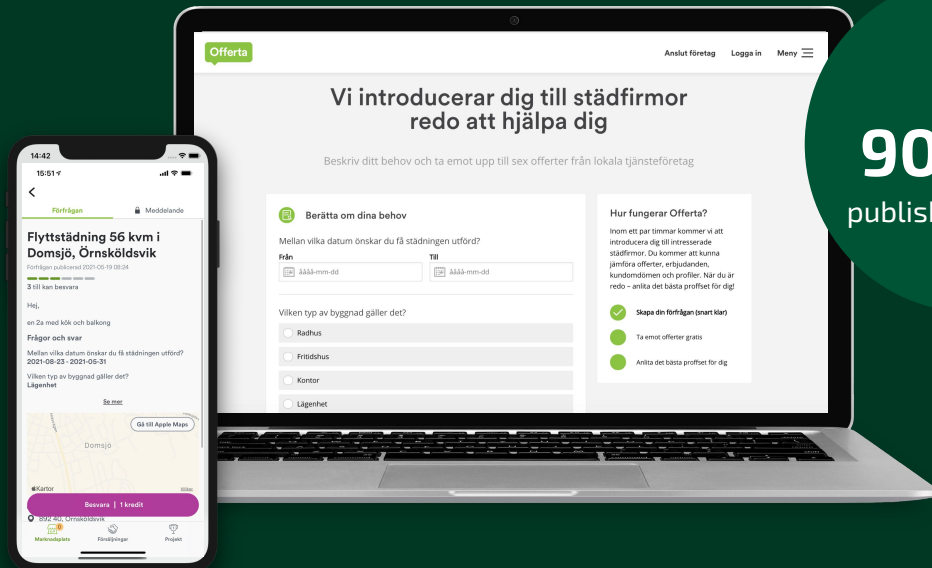 Offerta
Anslut företag
Logga in
Meny
Vi introducerar dig till städfirmor
redo att hjälpa dig
Beskriv ditt behov och ta emot upp till sex offerter från lokala tjänsteföretag
Berätta om dina behov
Mellan vilka datum önskar du få städningen utförd?
Från
Till
åååå-mm-dd
åååå-mm-dd
Vilken typ av byggnad gäller det?
Radhus
Fritidshus
Kontor
Lägenhet
Hur fungerar Offerta?
Inom ett par timmar kommer vi att
introducera dig till intresserade
städfirmor. Du kommer att kunna
jämföra offerter, erbjudanden,
kundomdömen och profiler. När du är
redo – anlita det bästa proffset för dig!
Skapa din förfrågan (snart klar)
Ta emot offerter gratis
Anlita det bästa proffset för dig
90
publish
14:42
15:51
Förfrågan
Meddelande
Flyttstädning 56 kvm i
Domsjö, Örnsköldsvik
Förfrågan publicerad 2021-05-19 08:24
3 till kan besvara
Hej,
en 2a med kök och balkong
Frågor och svar
Mellan vilka datum önskar du få städningen utförd?
2021-08-23 - 2021-05-31
Vilken typ av byggnad gäller det?
Lägenhet
Se mer
Gå till Apple Maps
Domsjö
Kartor
Besvara | 1 kredit
892 40, Örnsköldsvik
0
Marknadsplats
Försäljningar
Projekt